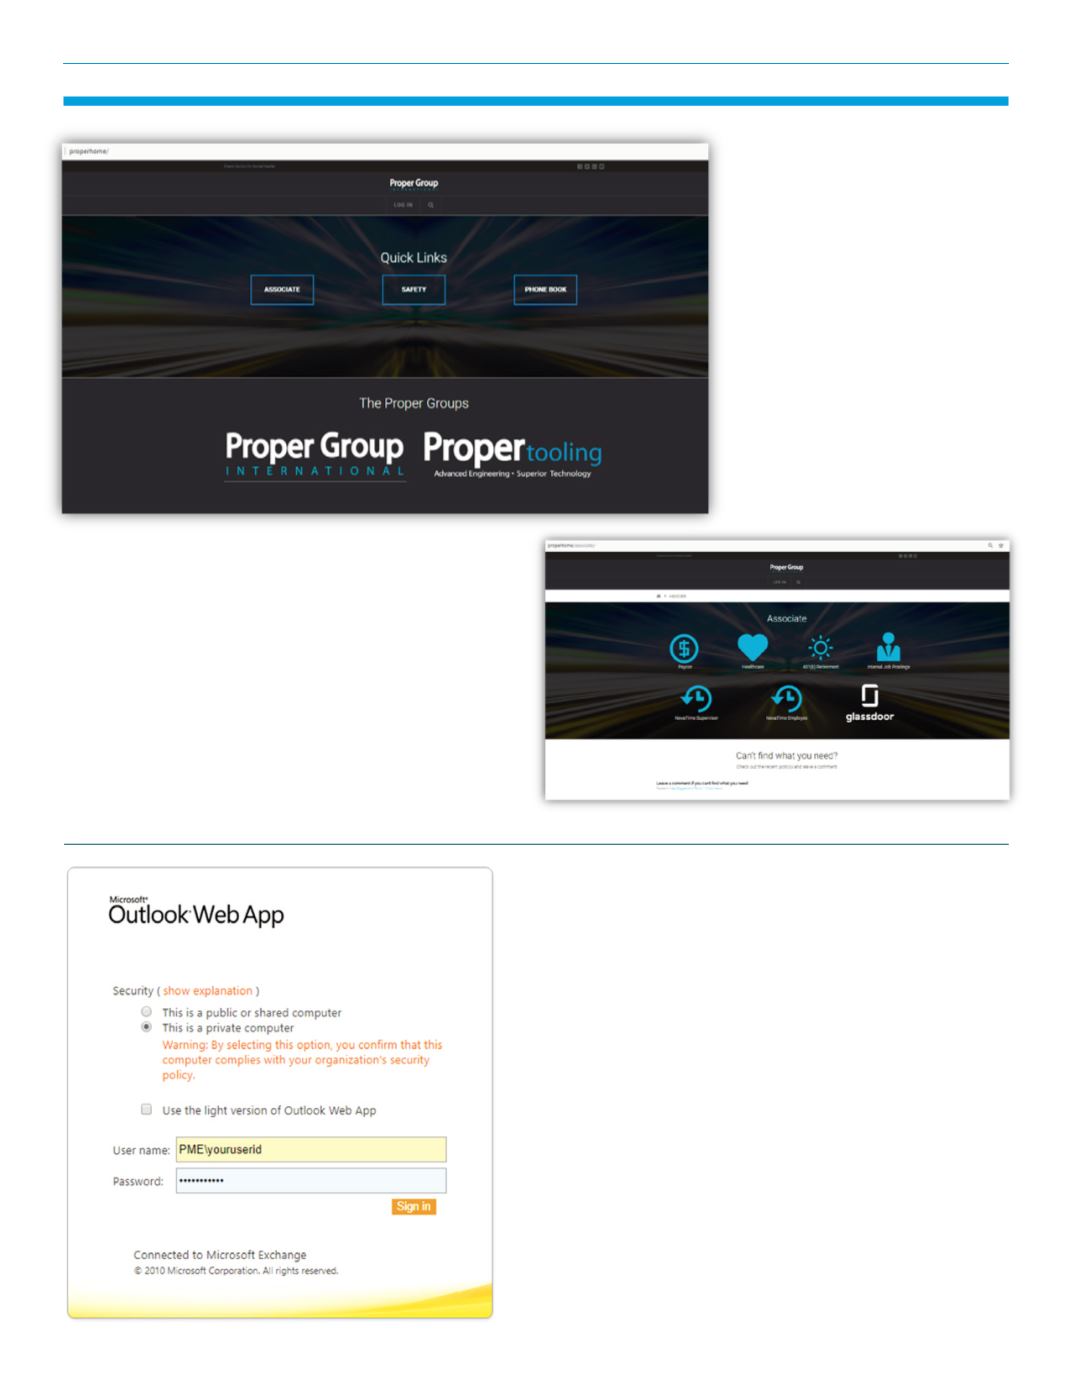 properhome/
Proper Group
INTERNATIONAL
LOG IN
Quick Links
ASSOCIATE
SAFETY
PHONE BOOK
The Proper Groups
Proper Group
INTERNATIONAL
Proper tooling
Advanced Engineering • Superior Technology
properhome/associate/
Proper Group
LOG IN
ASSOCIATE
Associate
Payroll
Healthcare
401(k) Retirement
Internal Job Postings
NovaTime Supervisor
NovaTime Employee
glassdoor
Can't find what you need?
Check out the recent policy and leave a comment
Leave a comment if you can't find what you need
Microsoft®
Outlook Web App
Security ( show explanation )
This is a public or shared computer
This is a private computer
Warning: By selecting this option, you confirm that this
computer complies with your organization's security
policy.
Use the light version of Outlook Web App
User name: PME\youruserid
Password: •••••••••••
Sign in
Connected to Microsoft Exchange
© 2010 Microsoft Corporation. All rights reserved.